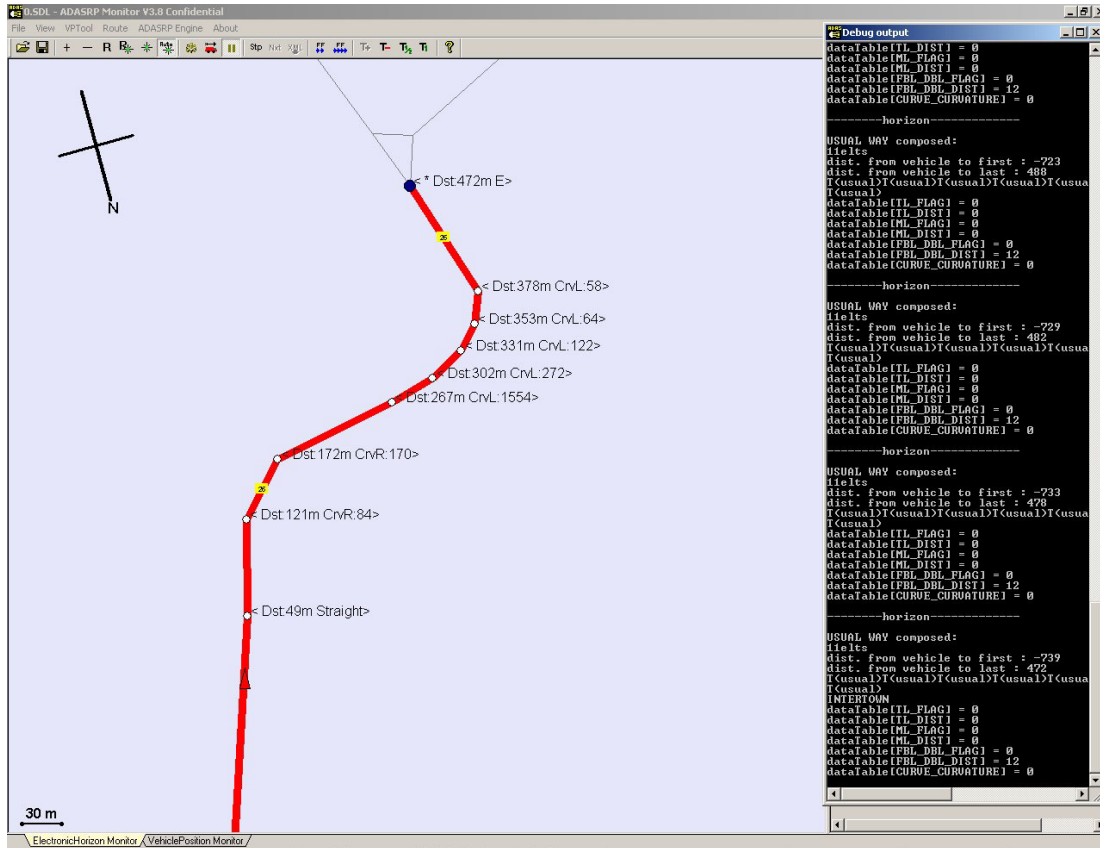 0.SDL - ADASRP Monitor V3.8 Confidential
File View VPTool Route ADASRP Engine About
R Stp Nxt XML FF FF T+ T- T½ Ti ?
N
< * Dst:472m E>
26
< Dst:378m CrvL:58>
< Dst:353m CrvL:64>
< Dst:331m CrvL:122>
< Dst:302m CrvL:272>
< Dst:267m CrvL:1554>
< Dst:172m CrvR:170>
26
< Dst:121m CrvR:84>
< Dst:49m Straight>
30 m
ElectronicHorizon Monitor VehiclePosition Monitor
Debug output
dataTable[TL_DIST] = 0
dataTable[ML_FLAG] = 0
dataTable[ML_DIST] = 0
dataTable[FBL_DBL_FLAG] = 0
dataTable[FBL_DBL_DIST] = 12
dataTable[CURVE_CURVATURE] = 0
--------horizon-------------
USUAL WAY composed:
11elts
dist. from vehicle to first : -723
dist. from vehicle to last : 488
T(usual)T(usual)T(usual)T(usual)T(usua
T(usual)
dataTable[TL_FLAG] = 0
dataTable[TL_DIST] = 0
dataTable[ML_FLAG] = 0
dataTable[ML_DIST] = 0
dataTable[FBL_DBL_FLAG] = 0
dataTable[FBL_DBL_DIST] = 12
dataTable[CURVE_CURVATURE] = 0
--------horizon-------------
USUAL WAY composed:
11elts
dist. from vehicle to first : -729
dist. from vehicle to last : 482
T(usual)T(usual)T(usual)T(usual)T(usua
T(usual)
dataTable[TL_FLAG] = 0
dataTable[TL_DIST] = 0
dataTable[ML_FLAG] = 0
dataTable[ML_DIST] = 0
dataTable[FBL_DBL_FLAG] = 0
dataTable[FBL_DBL_DIST] = 12
dataTable[CURVE_CURVATURE] = 0
--------horizon-------------
USUAL WAY composed:
11elts
dist. from vehicle to first : -733
dist. from vehicle to last : 478
T(usual)T(usual)T(usual)T(usual)T(usua
T(usual)
dataTable[TL_FLAG] = 0
dataTable[TL_DIST] = 0
dataTable[ML_FLAG] = 0
dataTable[ML_DIST] = 0
dataTable[FBL_DBL_FLAG] = 0
dataTable[FBL_DBL_DIST] = 12
dataTable[CURVE_CURVATURE] = 0
--------horizon-------------
USUAL WAY composed:
11elts
dist. from vehicle to first : -739
dist. from vehicle to last : 472
T(usual)T(usual)T(usual)T(usual)T(usua
T(usual)
INTERTOWN
dataTable[TL_FLAG] = 0
dataTable[TL_DIST] = 0
dataTable[ML_FLAG] = 0
dataTable[ML_DIST] = 0
dataTable[FBL_DBL_FLAG] = 0
dataTable[FBL_DBL_DIST] = 12
dataTable[CURVE_CURVATURE] = 0